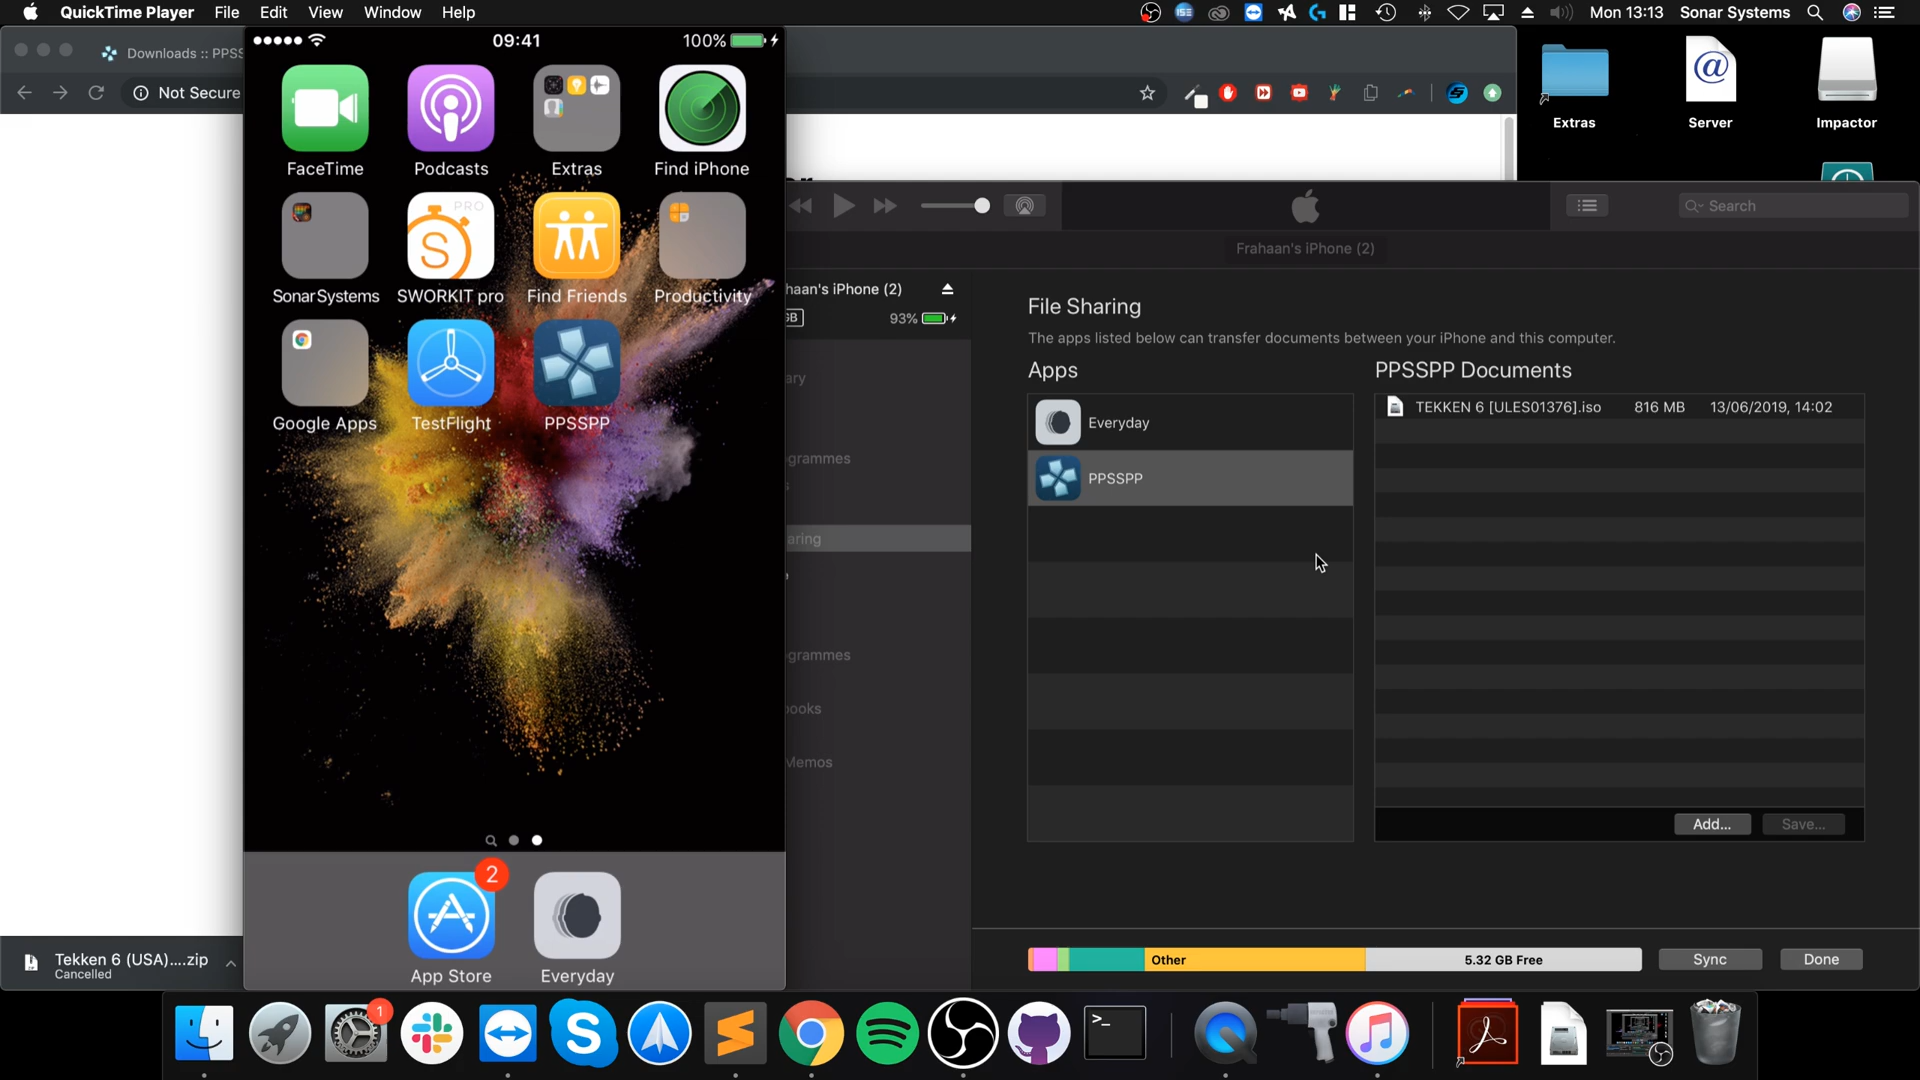 QuickTime Player File Edit View Window Help
Mon 13:13 Sonar Systems
Downloads :: PPSS
Not Secure
09:41
100%
FaceTime Podcasts Extras Find iPhone
PRO
S
SonarSystems SWORKIT pro Find Friends Productivity
Google Apps TestFlight PPSSPP
2
App Store Everyday
Tekken 6 (USA)....zip
Cancelled
Extras Server Impactor
Search
Frahaan's iPhone (2)
haan's iPhone (2)
GB
93%
ary
grammes
s
aring
grammes
ooks
Memos
File Sharing
The apps listed below can transfer documents between your iPhone and this computer.
Apps
Everyday
PPSSPP
PPSSPP Documents
TEKKEN 6 [ULES01376].iso 816 MB 13/06/2019, 14:02
Add... Save...
Other
5.32 GB Free
Sync Done
1